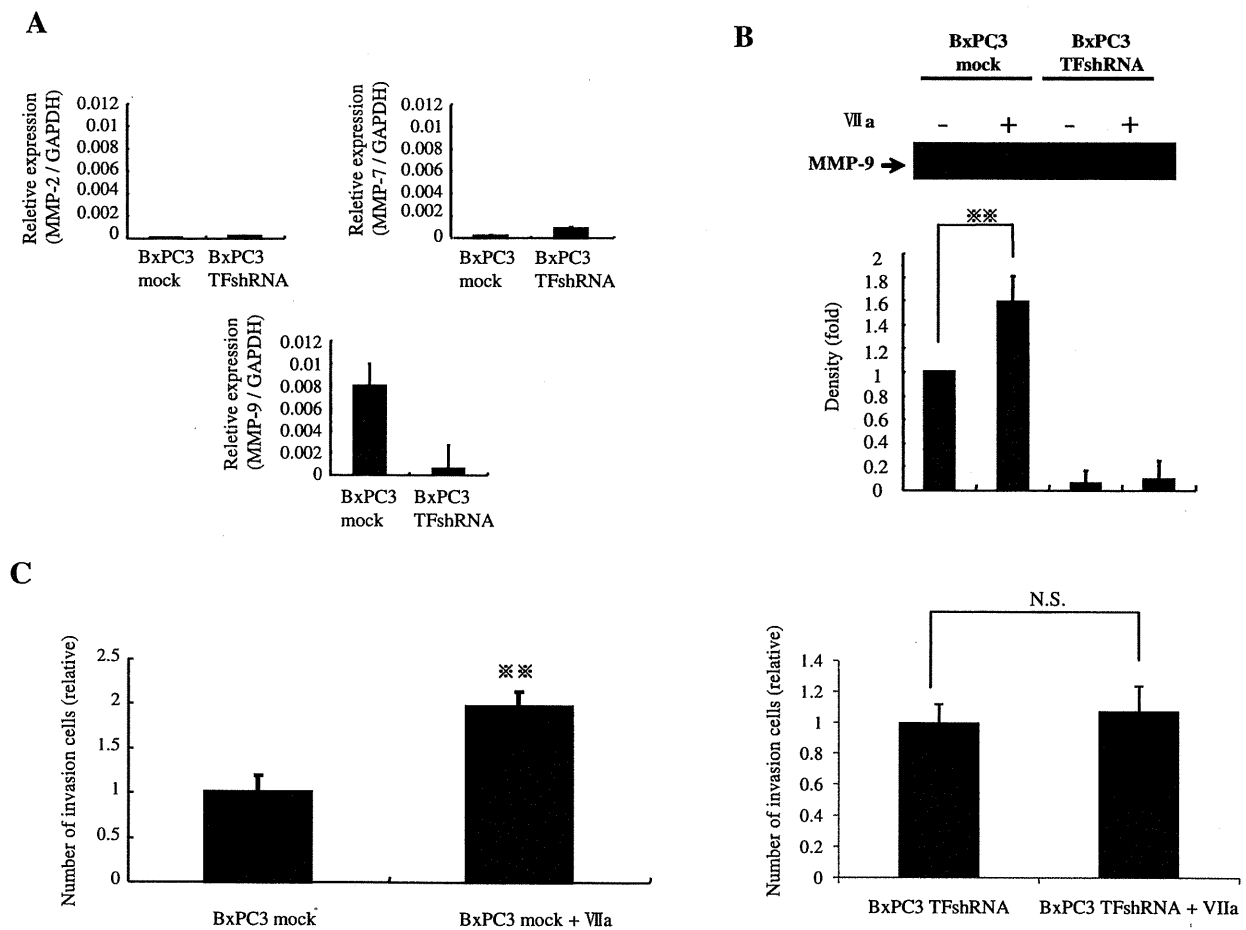 A
Reletive expression
(MMP-2 / GAPDH)
0.012
0.01
0.008
0.006
0.004
0.002
0
BxPC3
mock
BxPC3
TFshRNA
Reletive expression
(MMP-7 / GAPDH)
0.012
0.01
0.008
0.006
0.004
0.002
0
BxPC3
mock
BxPC3
TFshRNA
Reletive expression
(MMP-9 / GAPDH)
0.012
0.01
0.008
0.006
0.004
0.002
0
BxPC3
mock
BxPC3
TFshRNA
B
BxPC3
mock
BxPC3
TFshRNA
VIIa - + - +
MMP-9
※※
Density (fold)
2
1.8
1.6
1.4
1.2
1
0.8
0.6
0.4
0.2
0
C
Number of invasion cells (relative)
2.5
2
1.5
1
0.5
0
※※
BxPC3 mock
BxPC3 mock + VIIa
N.S.
Number of invasion cells (relative)
1.4
1.2
1
0.8
0.6
0.4
0.2
0
BxPC3 TFshRNA
BxPC3 TFshRNA + VIIa